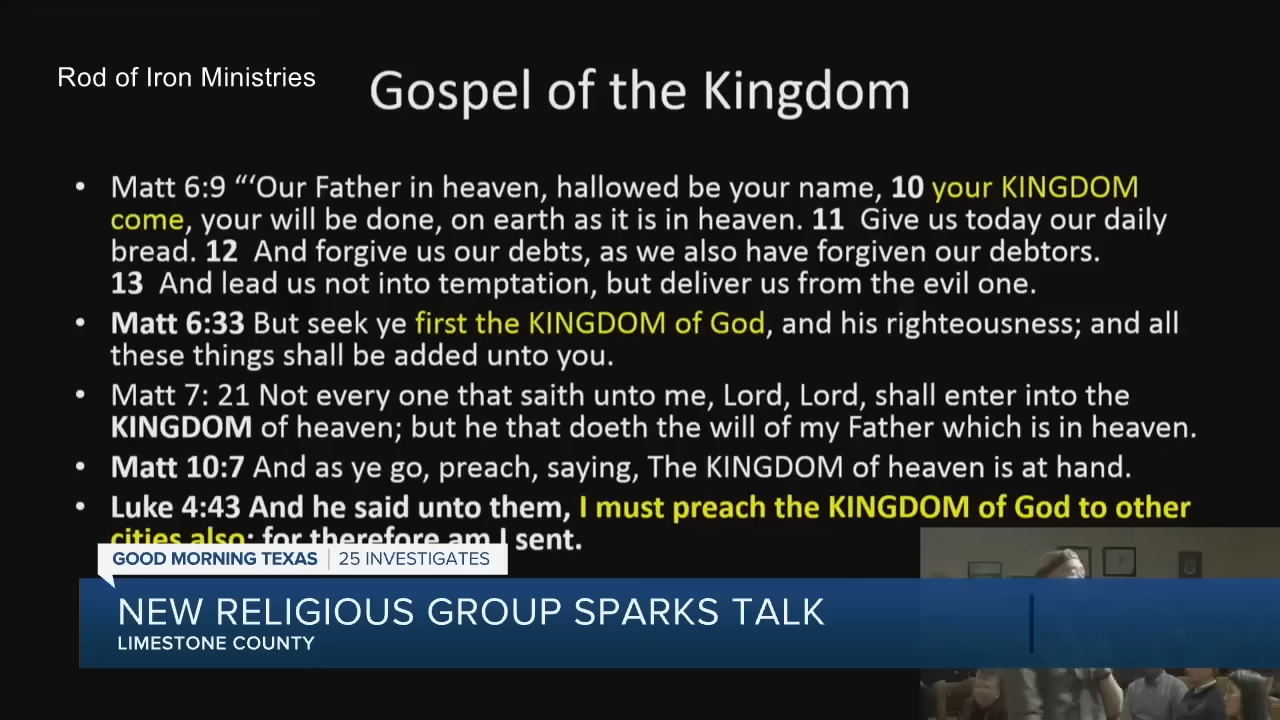 Rod of Iron Ministries
Gospel of the Kingdom
• Matt 6:9 “‘Our Father in heaven, hallowed be your name, 10 your KINGDOM
come, your will be done, on earth as it is in heaven. 11 Give us today our daily
bread. 12 And forgive us our debts, as we also have forgiven our debtors.
13 And lead us not into temptation, but deliver us from the evil one.
• Matt 6:33 But seek ye first the KINGDOM of God, and his righteousness; and all
these things shall be added unto you.
• Matt 7: 21 Not every one that saith unto me, Lord, Lord, shall enter into the
KINGDOM of heaven; but he that doeth the will of my Father which is in heaven.
• Matt 10:7 And as ye go, preach, saying, The KINGDOM of heaven is at hand.
• Luke 4:43 And he said unto them, I must preach the KINGDOM of God to other
cities also: for therefore am I sent.
GOOD MORNING TEXAS | 25 INVESTIGATES
NEW RELIGIOUS GROUP SPARKS TALK
LIMESTONE COUNTY